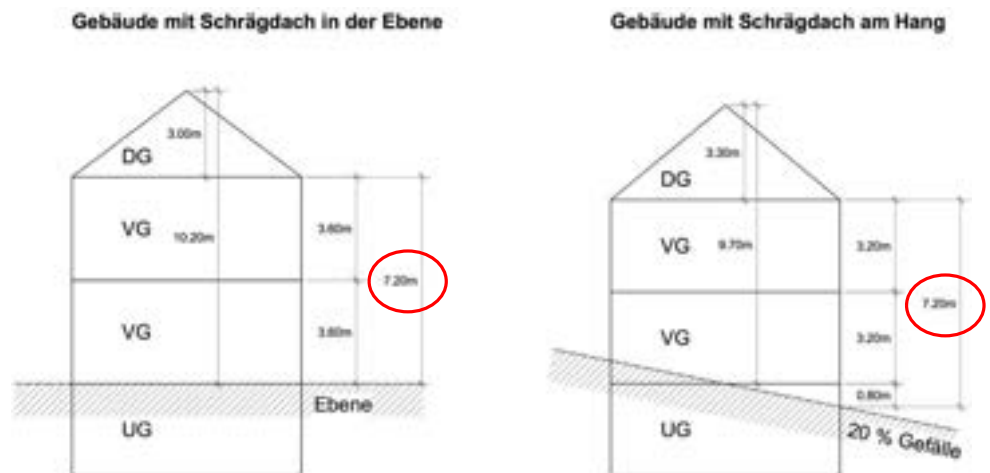 Gebäude mit Schrägdach in der Ebene
3.00m
DG
VG
10.20m
3.60m
7.20m
VG
3.60m
Ebene
UG
Gebäude mit Schrägdach am Hang
3.30m
DG
VG
9.70m
3.20m
7.20m
VG
3.20m
0.80m
UG
20 % Gefälle